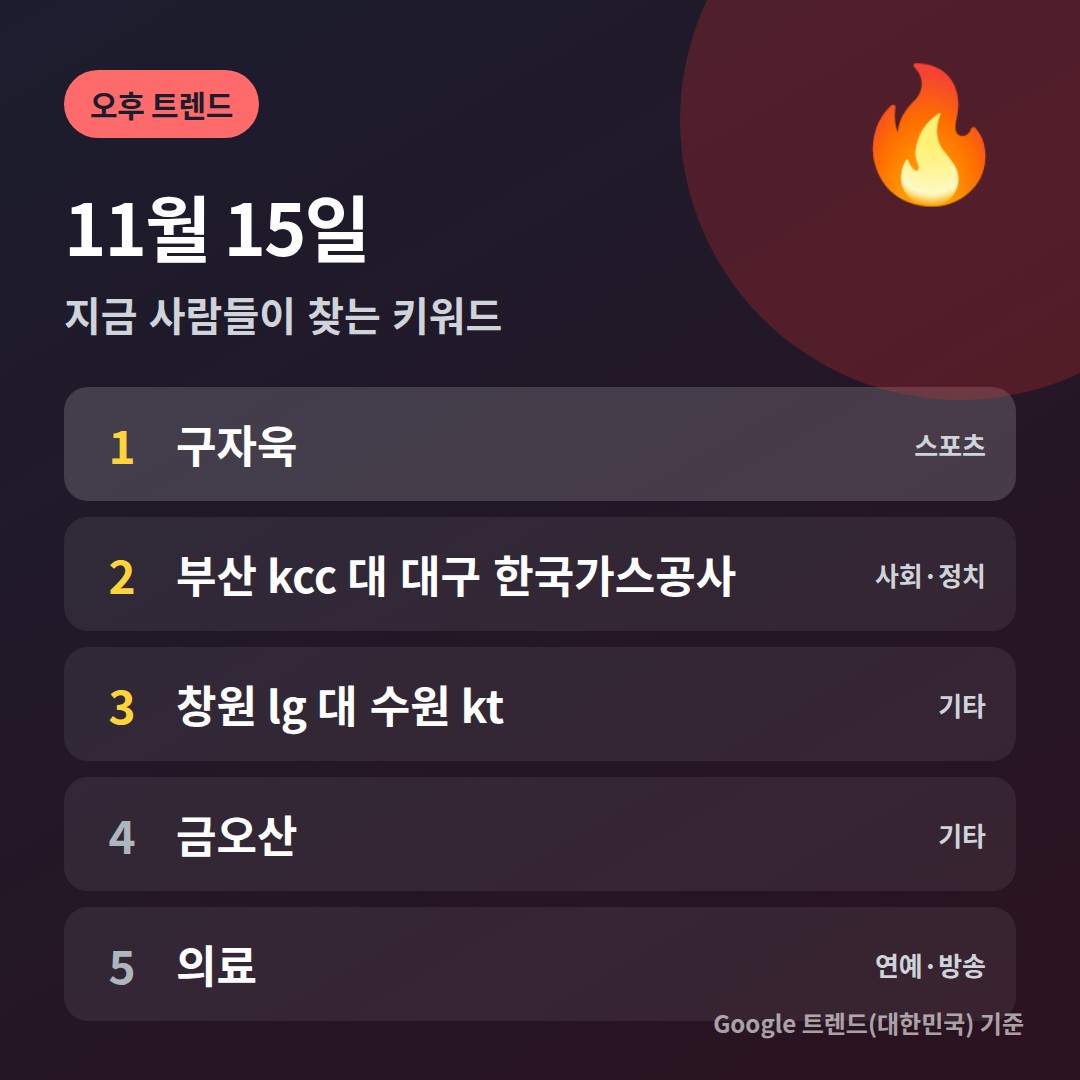 오후 트렌드
11월 15일
지금 사람들이 찾는 키워드
1 구자욱 스포츠
2 부산 kcc 대 대구 한국가스공사 사회·정치
3 창원 lg 대 수원 kt 기타
4 금오산 기타
5 의료 연예·방송
Google 트렌드(대한민국) 기준